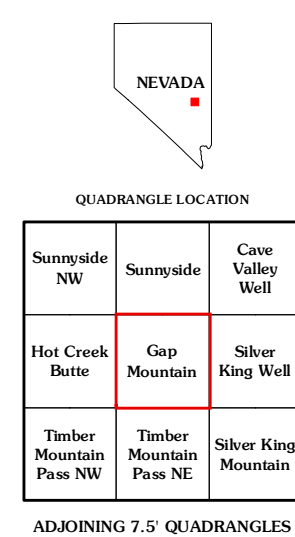 NEVADA
QUADRANGLE LOCATION
Sunnyside
NW
Sunnyside
Cave
Valley
Well
Hot Creek
Butte
Gap
Mountain
Silver
King Well
Timber
Mountain
Pass NW
Timber
Mountain
Pass NE
Silver King
Mountain
ADJOINING 7.5' QUADRANGLES